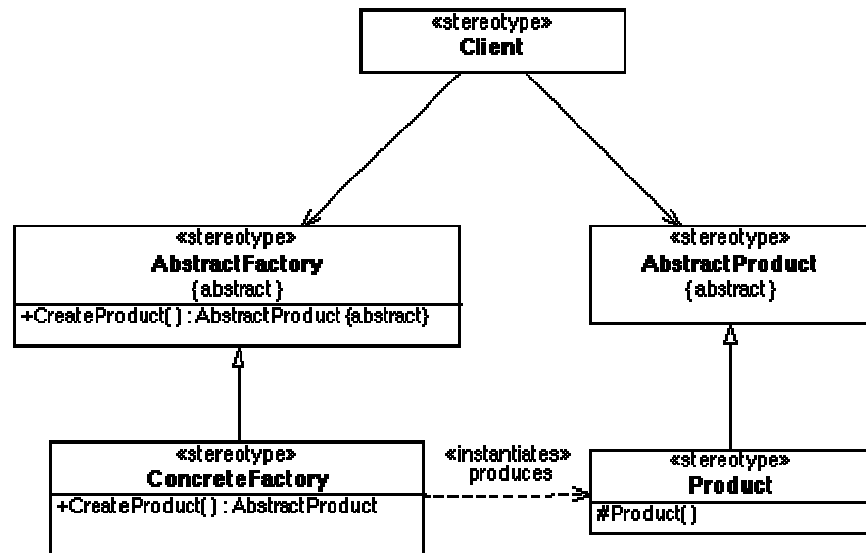 «stereotype»
Client
«stereotype»
AbstractFactory
{abstract}
+CreateProduct( ) : AbstractProduct {abstract}
«stereotype»
AbstractProduct
{abstract}
«stereotype»
ConcreteFactory
+CreateProduct( ) : AbstractProduct
«instantiates»
produces
«stereotype»
Product
#Product( )